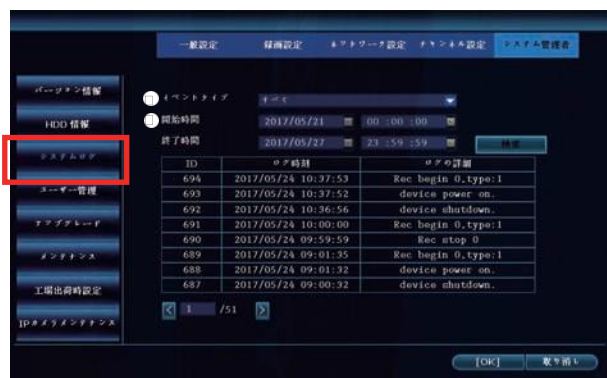 一般設定 録画設定 ネットワーク設定 チャンネル設定 システム管理者
バージョン情報
HDD 情報
システムログ
ユーザー管理
アップグレード
メンテナンス
工場出荷時設定
IPカメラメンテナンス
イベントタイプ すべて
開始時間 2017/05/21 00 :00 :00
終了時間 2017/05/27 23 :59 :59 検索
ID ログ時刻 ログの詳細
694 2017/05/24 10:37:53 Rec begin 0,type:1
693 2017/05/24 10:37:52 device power on.
692 2017/05/24 10:36:56 device shutdown.
691 2017/05/24 10:00:00 Rec begin 0,type:1
690 2017/05/24 09:59:59 Rec stop 0
689 2017/05/24 09:01:35 Rec begin 0,type:1
688 2017/05/24 09:01:32 device power on.
687 2017/05/24 09:00:32 device shutdown.
1 /51
[OK] 取り消し